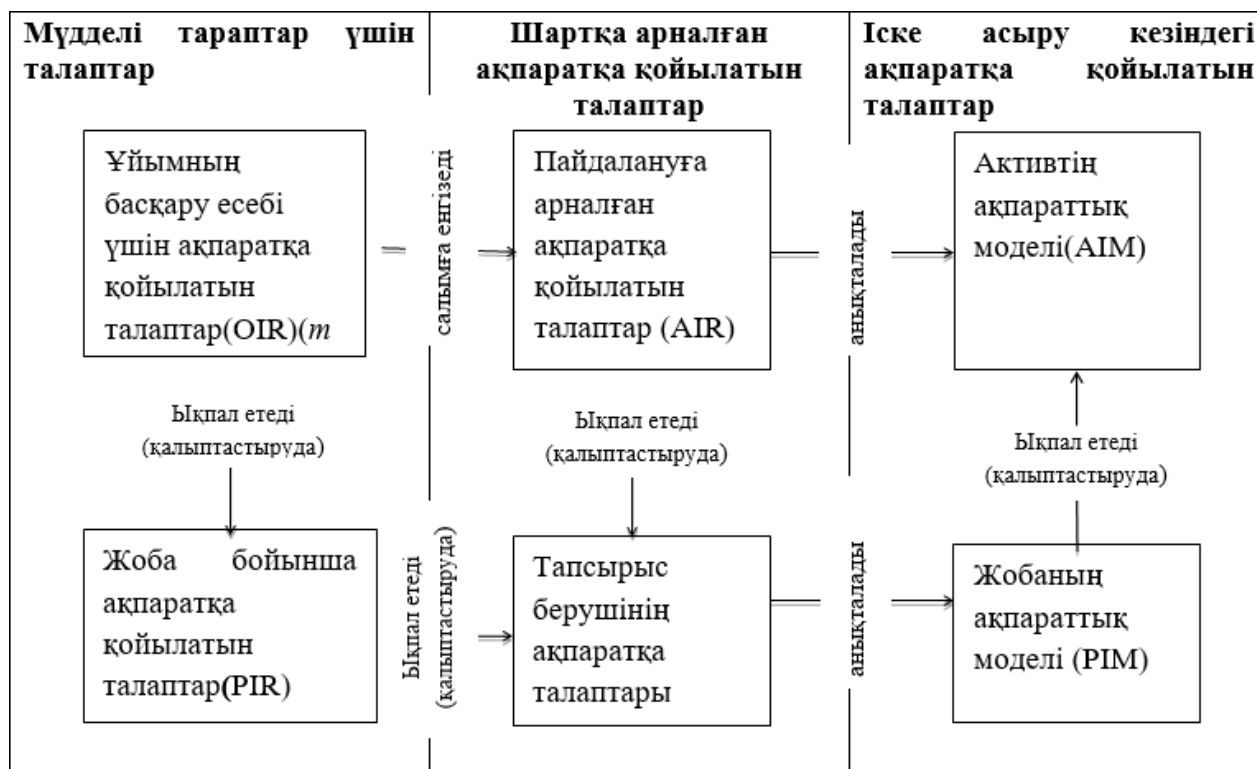 Мүдделі тараптар үшін
талаптар
Шартқа арналған
ақпаратқа қойылатын
талаптар
Іске асыру кезіндегі
ақпаратқа қойылатын
талаптар
Ұйымның
басқару есебі
үшін ақпаратқа
қойылатын
талаптар(OIR)(т
салымға енгізеді
Пайдалануға
арналған
ақпаратқа
қойылатын
талаптар (AIR)
анықталады
Активтің
ақпараттық
моделі(AIM)
Ықпал етеді
(қалыптастыруда)
Ықпал етеді
(қалыптастыруда)
Ықпал етеді
(қалыптастыруда)
Жоба бойынша
ақпаратқа
қойылатын
талаптар(PIR)
Ықпал етеді
(қалыптастыруда)
Тапсырыс
берушінің
ақпаратқа
талаптары
анықталады
Жобаның
ақпараттық
моделі (PIM)